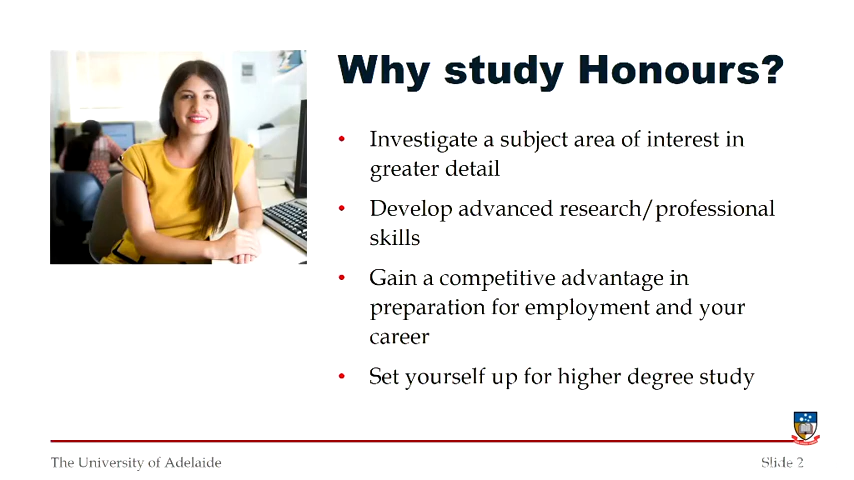 Why study Honours?
• Investigate a subject area of interest in
greater detail
• Develop advanced research/professional
skills
• Gain a competitive advantage in
preparation for employment and your
career
• Set yourself up for higher degree study
The University of Adelaide
Slide 2